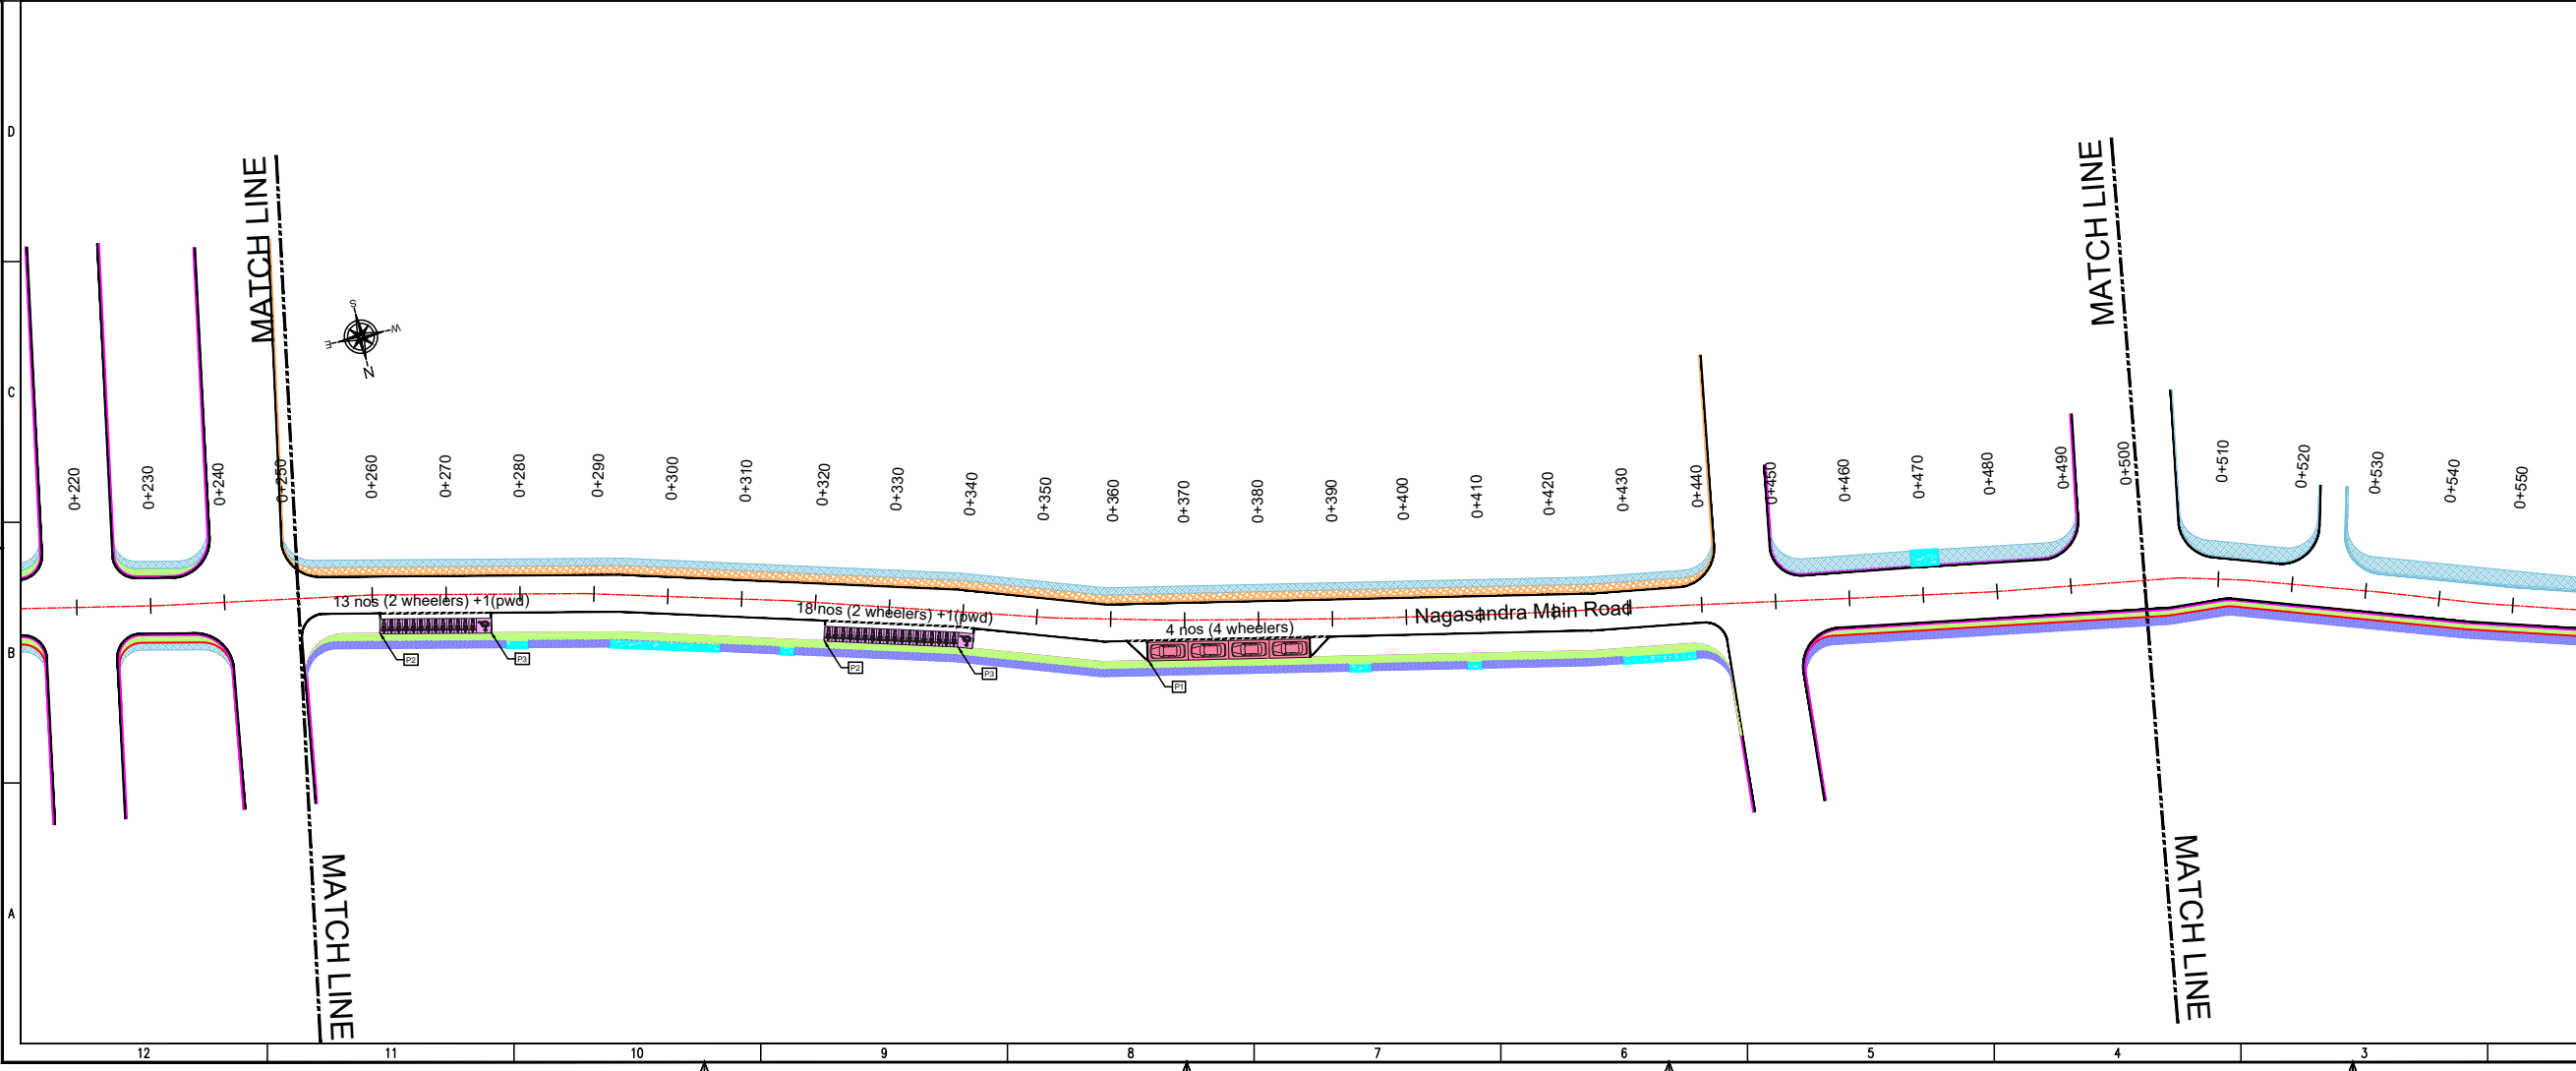 D
C
B
A
MATCH LINE
MATCH LINE
S
W
E
N
0+220
0+230
0+240
0+250
0+260
0+270
0+280
0+290
0+300
0+310
0+320
0+330
0+340
0+350
0+360
0+370
0+380
0+390
0+400
0+410
0+420
0+430
0+440
0+450
0+460
0+470
0+480
0+490
0+500
0+510
0+520
0+530
0+540
0+550
13 nos (2 wheelers) +1(pwd)
18 nos (2 wheelers) +1(pwd)
4 nos (4 wheelers)
Nagasandra Main Road
P2
P3
P2
P3
P1
MATCH LINE
MATCH LINE
12
11
10
9
8
7
6
5
4
3